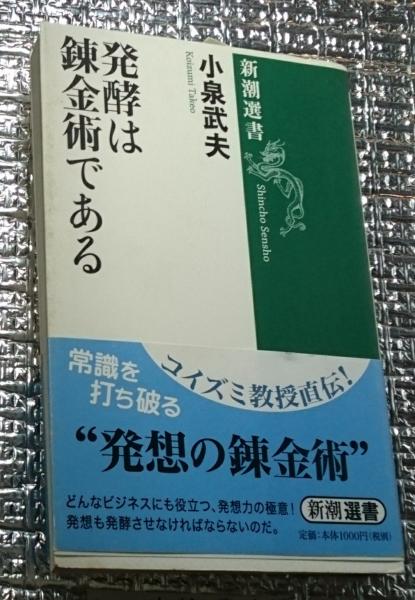 新潮選書
Shincho Sensho
小泉武夫
Koizumi Takeo
発酵は
錬金術である
常識を
打ち破る
コイズミ教授直伝！
“発想の錬金術”
どんなビジネスにも役立つ、発想力の極意！
発想も発酵させなければならないのだ。
新潮選書
定価：本体1000円（税別）